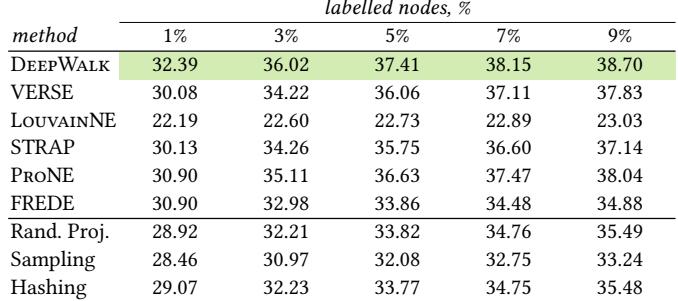 labelled nodes, %
method 1% 3% 5% 7% 9%
DEEPWALK 32.39 36.02 37.41 38.15 38.70
VERSE 30.08 34.22 36.06 37.11 37.83
LOUVAINNE 22.19 22.60 22.73 22.89 23.03
STRAP 30.13 34.26 35.75 36.60 37.14
PRONE 30.90 35.11 36.63 37.47 38.04
FREDE 30.90 32.98 33.86 34.48 34.88
Rand. Proj. 28.92 32.21 33.82 34.76 35.49
Sampling 28.46 30.97 32.08 32.75 33.24
Hashing 29.07 32.23 33.77 34.75 35.48